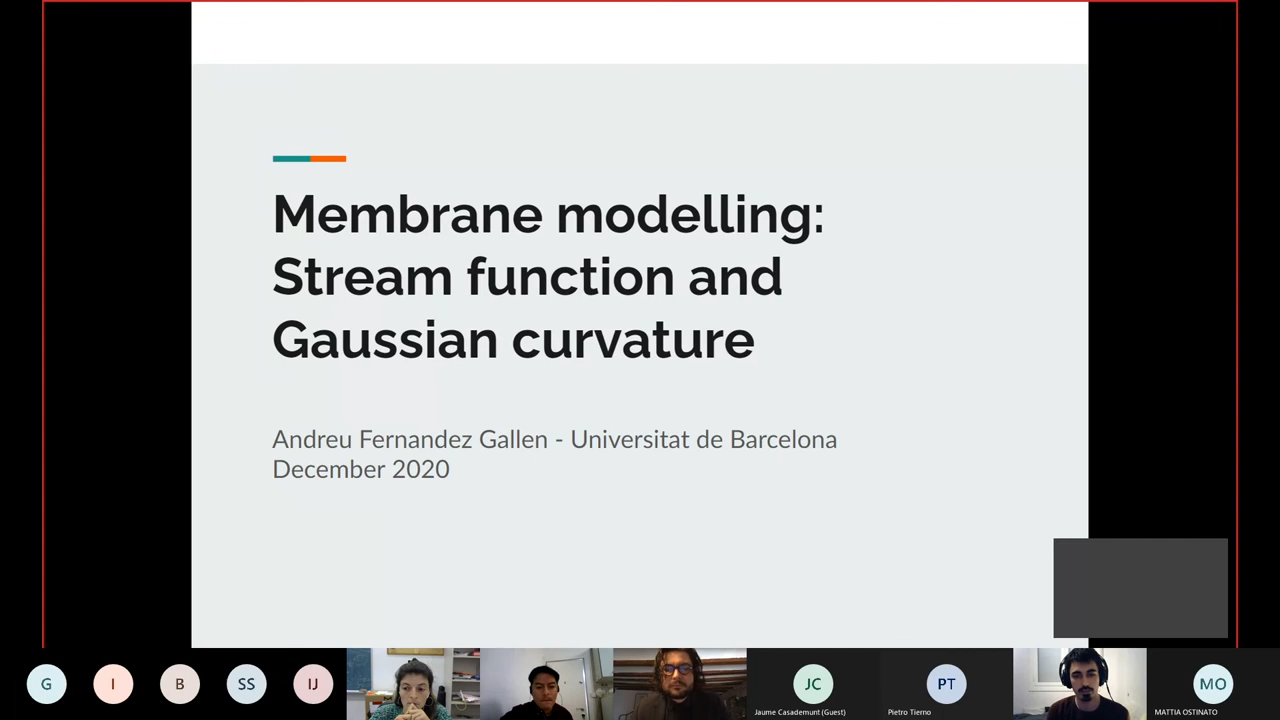 Membrane modelling:
Stream function and
Gaussian curvature
Andreu Fernandez Gallen - Universitat de Barcelona
December 2020
G
I
B
SS
IJ
JC
PT
MO
Jaume Casademunt (Guest)
Pietro Tierno
MATTIA OSTINATO